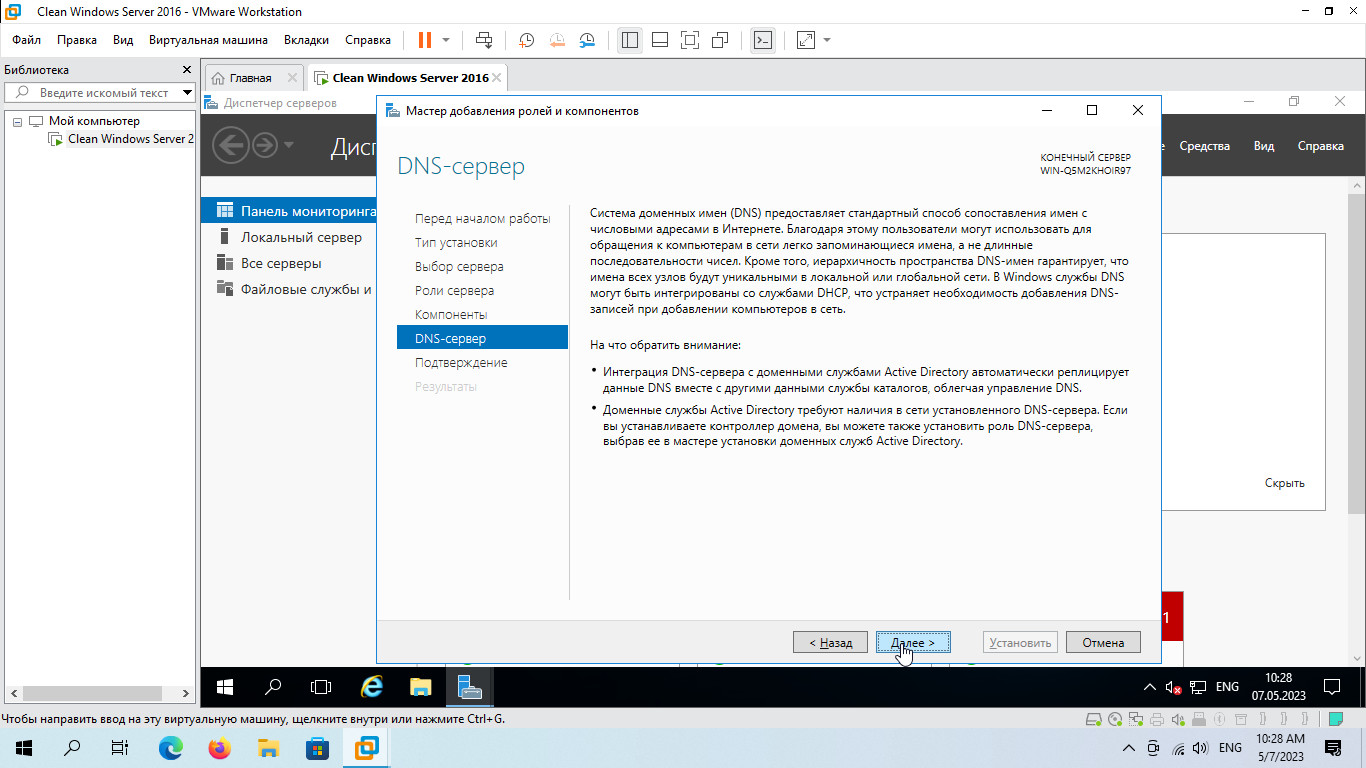 Clean Windows Server 2016 - VMware Workstation
Файл Правка Вид Виртуальная машина Вкладки Справка
Библиотека
Введите искомый текст
Мой компьютер
Clean Windows Server 2
Главная
Clean Windows Server 2016
Диспетчер серверов
Дисп
Средства Вид Справка
Панель мониторинга
Локальный сервер
Все серверы
Файловые службы и
Скрыть
1
Мастер добавления ролей и компонентов
DNS-сервер
КОНЕЧНЫЙ СЕРВЕР
WIN-Q5M2KHOIR97
Перед началом работы
Тип установки
Выбор сервера
Роли сервера
Компоненты
DNS-сервер
Подтверждение
Результаты
Система доменных имен (DNS) предоставляет стандартный способ сопоставления имен с
числовыми адресами в Интернете. Благодаря этому пользователи могут использовать для
обращения к компьютерам в сети легко запоминающиеся имена, а не длинные
последовательности чисел. Кроме того, иерархичность пространства DNS-имен гарантирует, что
имена всех узлов будут уникальными в локальной или глобальной сети. В Windows службы DNS
могут быть интегрированы со службами DHCP, что устраняет необходимость добавления DNS-
записей при добавлении компьютеров в сеть.
На что обратить внимание:
• Интеграция DNS-сервера с доменными службами Active Directory автоматически реплицирует
данные DNS вместе с другими данными службы каталогов, облегчая управление DNS.
• Доменные службы Active Directory требуют наличия в сети установленного DNS-сервера. Если
вы устанавливаете контроллер домена, вы можете также установить роль DNS-сервера,
выбрав ее в мастере установки доменных служб Active Directory.
< Назад Далее > Установить Отмена
ENG
10:28
07.05.2023
Чтобы направить ввод на эту виртуальную машину, щелкните внутри или нажмите Ctrl+G.
ENG
10:28 AM
5/7/2023